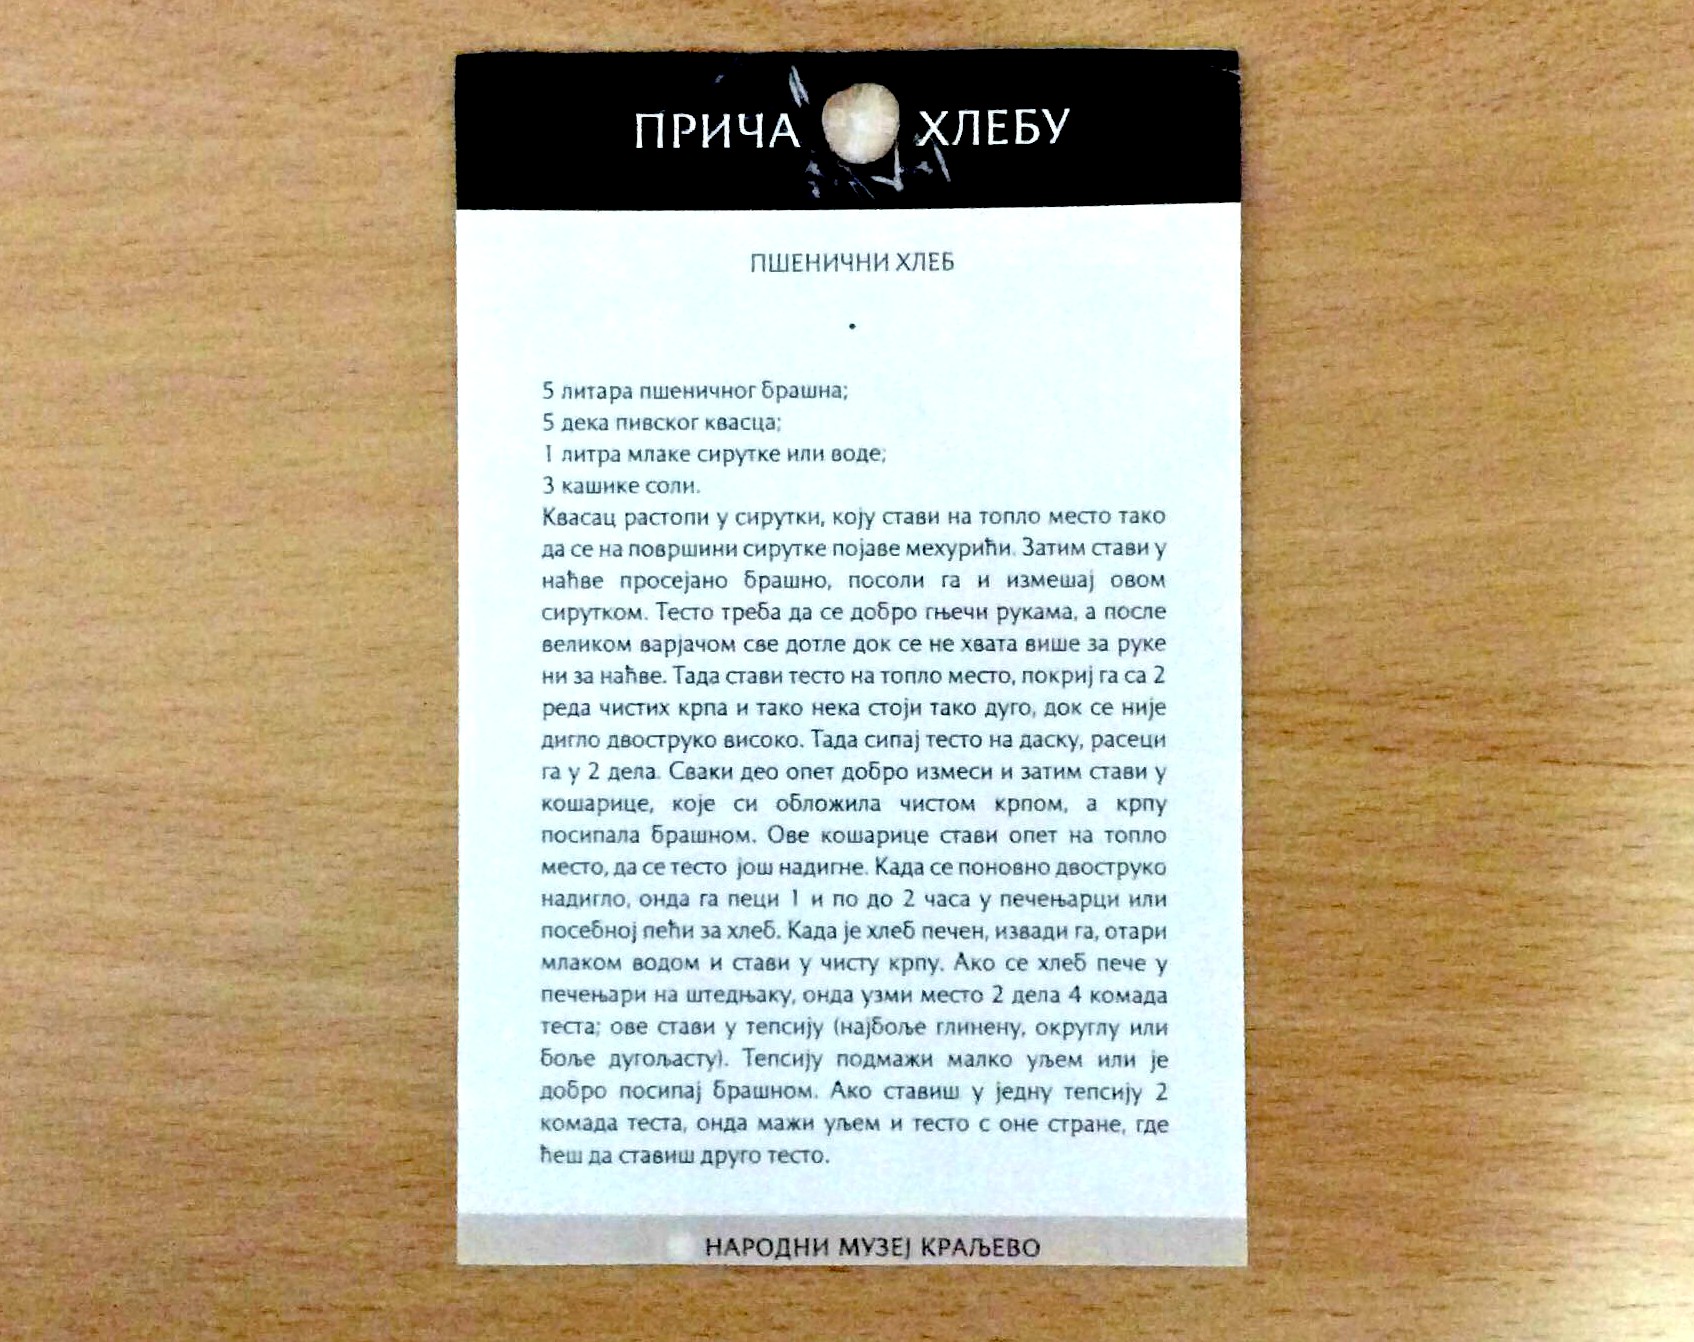 ПРИЧА ХЛЕБУ
ПШЕНИЧНИ ХЛЕБ
5 литара пшеничног брашна;
5 дека пивског квасца;
1 литра млаке сирутке или воде;
3 кашике соли.
Квасац растопи у сирутки, коју стави на топло место тако
да се на површини сирутке појаве мехурићи. Затим стави у
наћве просејано брашно, посоли га и измешај овом
сирутком. Тесто треба да се добро гњечи рукама, а после
великом варјачом све дотле док се не хвата више за руке
ни за наћве. Тада стави тесто на топло место, покриј га са 2
реда чистих крпа и тако нека стоји тако дуго, док се није
дигло двоструко високо. Тада сипај тесто на даску, расеци
га у 2 дела. Сваки део опет добро измеси и затим стави у
кошарице, које си обложила чистом крпом, а крпу
посипала брашном. Ове кошарице стави опет на топло
место, да се тесто још надигне. Када се поновно двоструко
надигло, онда га пеци 1 и по до 2 часа у печењарци или
посебној пећи за хлеб. Када је хлеб печен, извади га, отари
млаком водом и стави у чисту крпу. Ако се хлеб пече у
печењари на штедњаку, онда узми место 2 дела 4 комада
теста; ове стави у тепсију (најбоље глинену, округлу или
боље дугољасту). Тепсију подмажи малко уљем или је
добро посипај брашном. Ако ставиш у једну тепсију 2
комада теста, онда мажи уљем и тесто с оне стране, где
ћеш да ставиш друго тесто.
НАРОДНИ МУЗЕЈ КРАЉЕВО